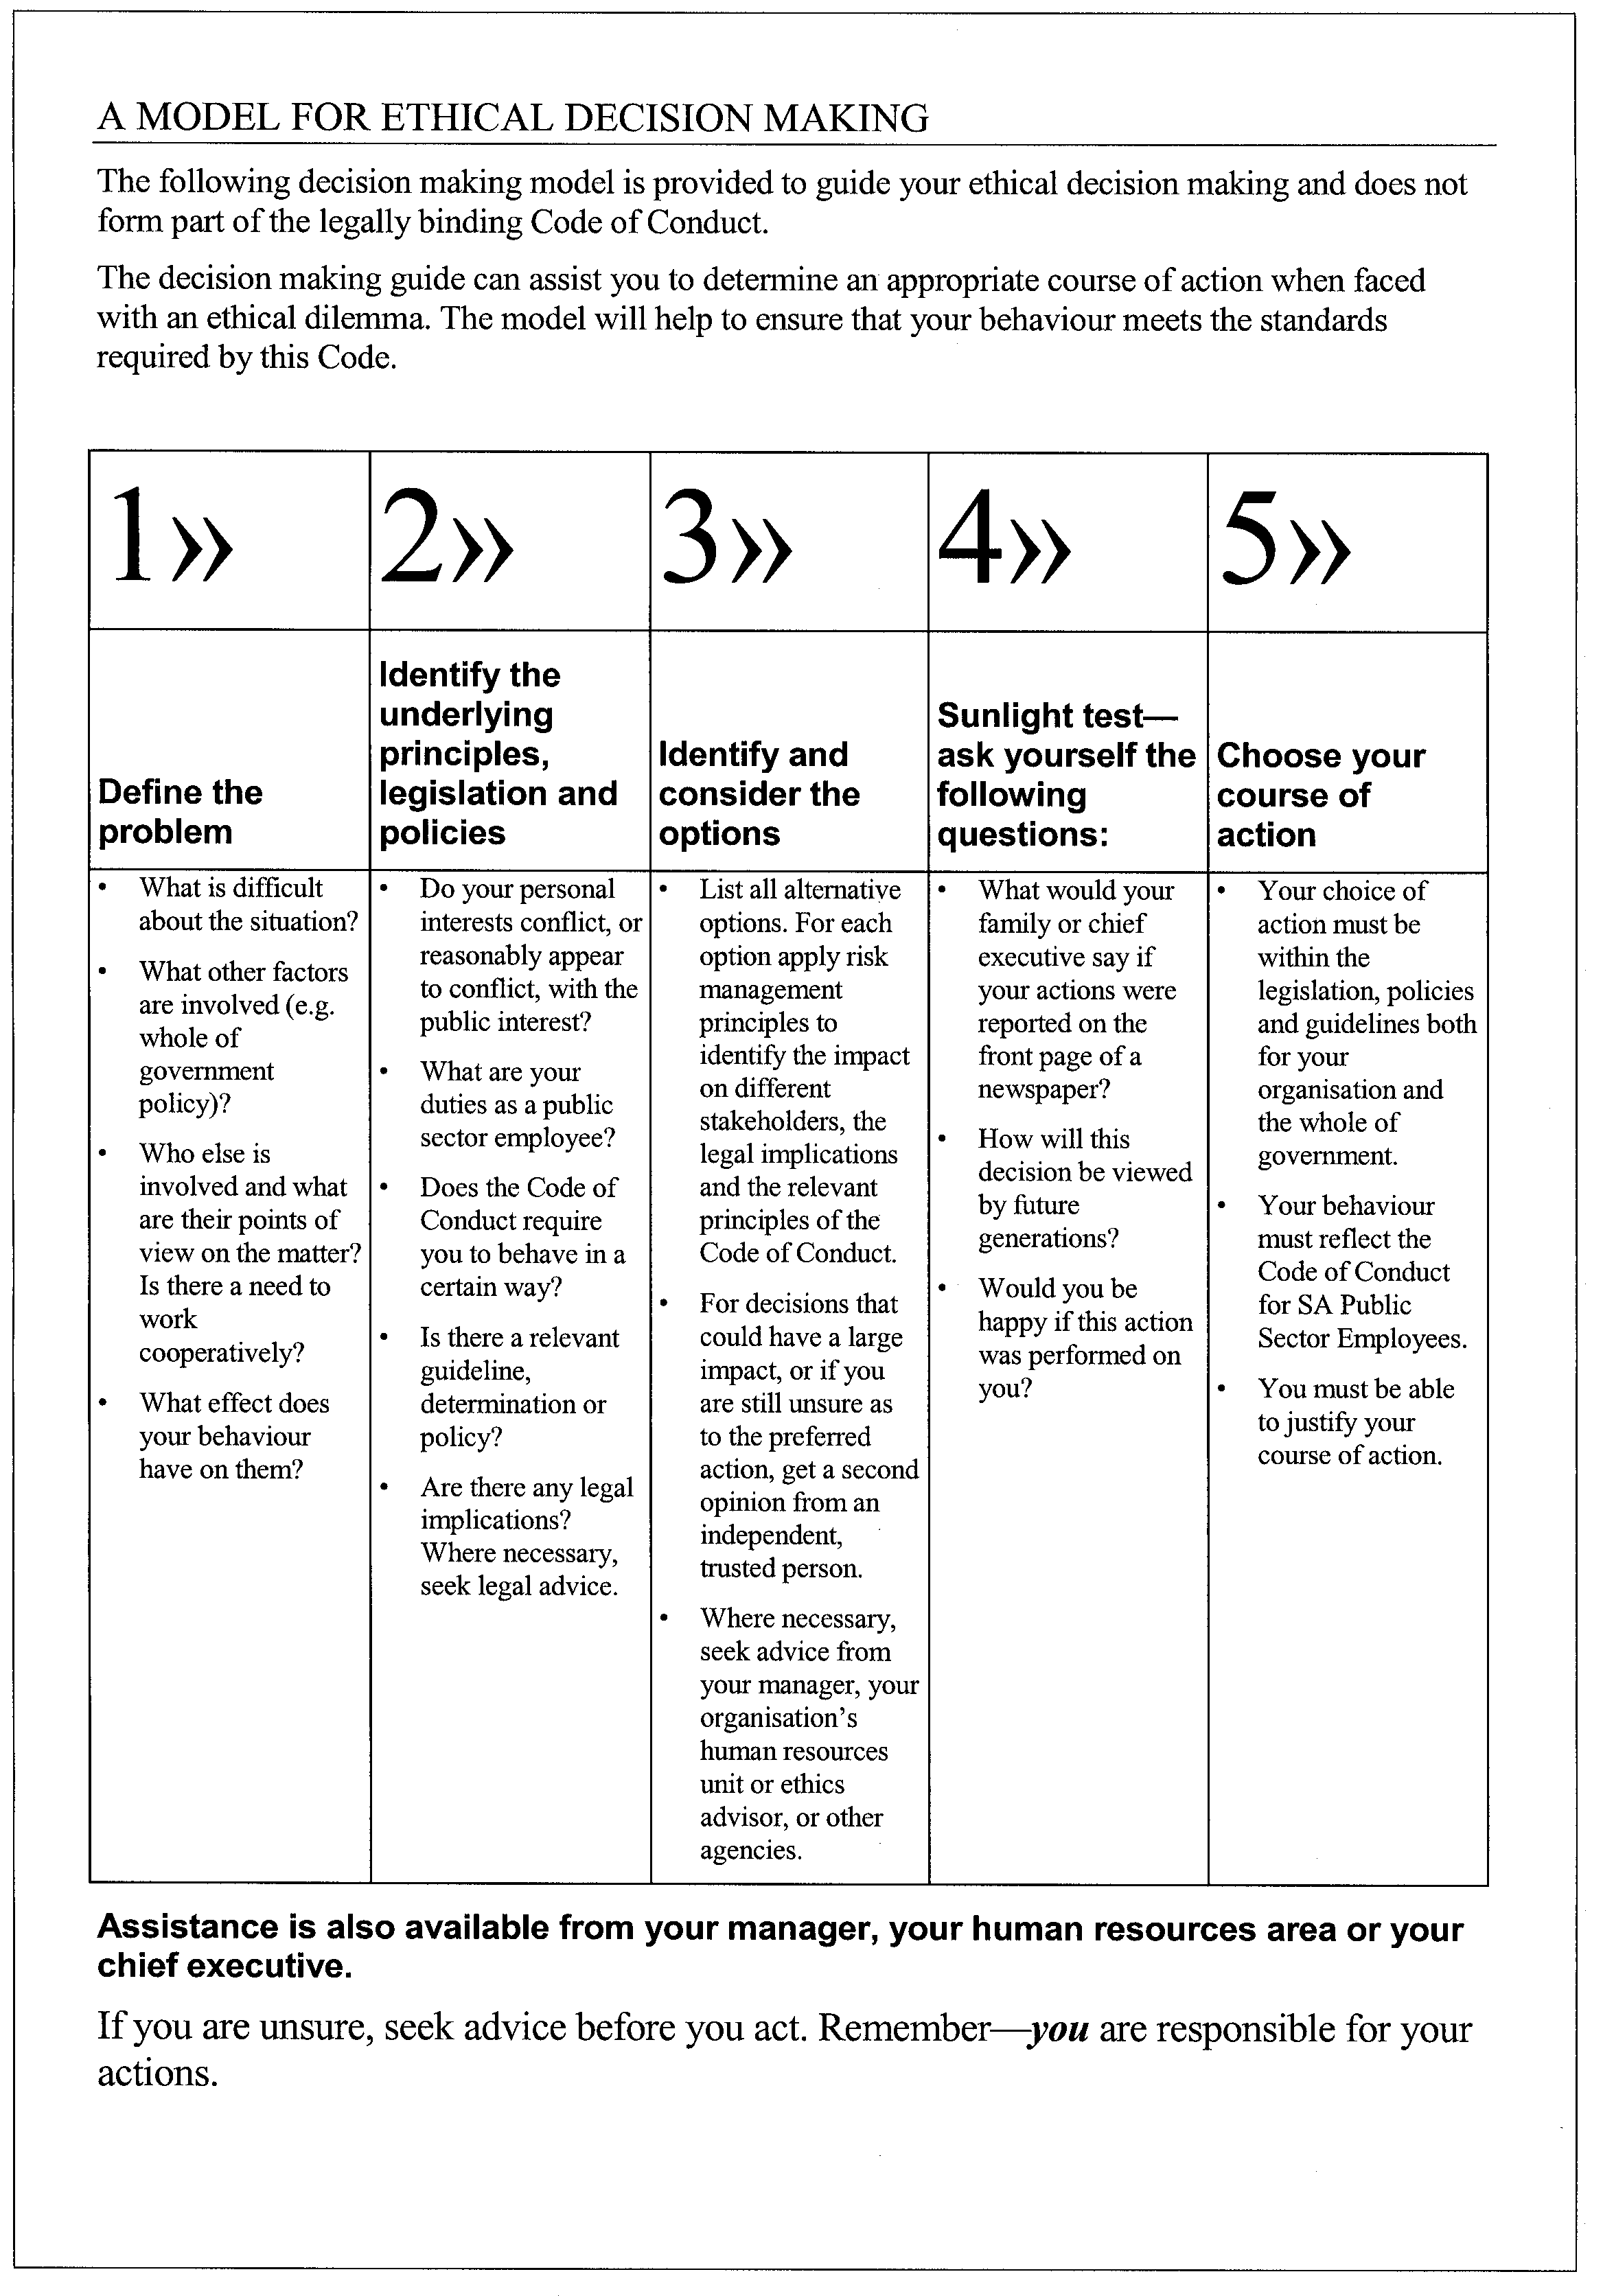 A MODEL FOR ETHICAL DECISION MAKING
The following decision making model is provided to guide your ethical decision making and does not
form part of the legally binding Code of Conduct.
The decision making guide can assist you to determine an appropriate course of action when faced
with an ethical dilemma. The model will help to ensure that your behaviour meets the standards
required by this Code.
1»
Define the
problem
• What is difficult
about the situation?
• What other factors
are involved (e.g.
whole of
government
policy)?
• Who else is
involved and what
are their points of
view on the matter?
Is there a need to
work
cooperatively?
• What effect does
your behaviour
have on them?
2»
Identify the
underlying
principles,
legislation and
policies
• Do your personal
interests conflict, or
reasonably appear
to conflict, with the
public interest?
• What are your
duties as a public
sector employee?
• Does the Code of
Conduct require
you to behave in a
certain way?
• Is there a relevant
guideline,
determination or
policy?
• Are there any legal
implications?
Where necessary,
seek legal advice.
3»
Identify and
consider the
options
• List all alternative
options. For each
option apply risk
management
principles to
identify the impact
on different
stakeholders, the
legal implications
and the relevant
principles of the
Code of Conduct.
• For decisions that
could have a large
impact, or if you
are still unsure as
to the preferred
action, get a second
opinion from an
independent,
trusted person.
• Where necessary,
seek advice from
your manager, your
organisation’s
human resources
unit or ethics
advisor, or other
agencies.
4»
Sunlight test—
ask yourself the
following
questions:
• What would your
family or chief
executive say if
your actions were
reported on the
front page of a
newspaper?
• How will this
decision be viewed
by future
generations?
• Would you be
happy if this action
was performed on
you?
5»
Choose your
course of
action
• Your choice of
action must be
within the
legislation, policies
and guidelines both
for your
organisation and
the whole of
government.
• Your behaviour
must reflect the
Code of Conduct
for SA Public
Sector Employees.
• You must be able
to justify your
course of action.
Assistance is also available from your manager, your human resources area or your
chief executive.
If you are unsure, seek advice before you act. Remember—you are responsible for your
actions.